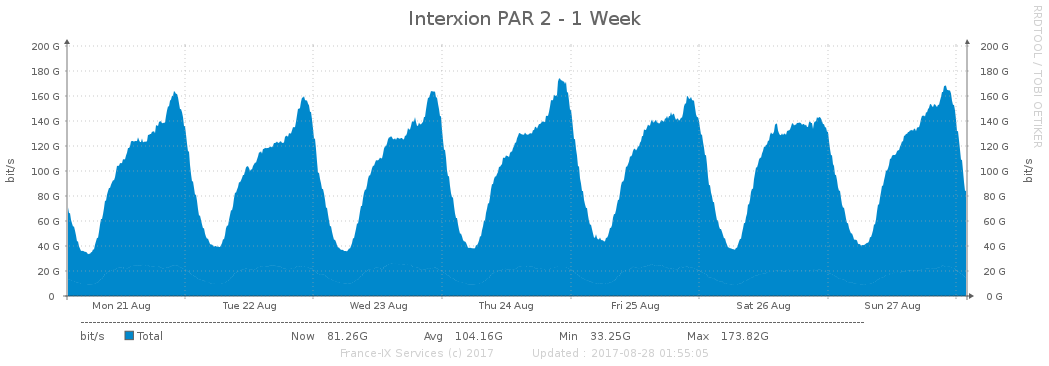 Interxion PAR 2 - 1 Week
RRDTOOL / TOBI OETIKER
bit/s
200 G 200 G
180 G 180 G
160 G 160 G
140 G 140 G
120 G 120 G
100 G 100 G
80 G 80 G
60 G 60 G
40 G 40 G
20 G 20 G
0 0 G
bit/s
Mon 21 Aug Tue 22 Aug Wed 23 Aug Thu 24 Aug Fri 25 Aug Sat 26 Aug Sun 27 Aug
bit/s Total Now 81.26G Avg 104.16G Min 33.25G Max 173.82G
France-IX Services (c) 2017 Updated : 2017-08-28 01:55:05